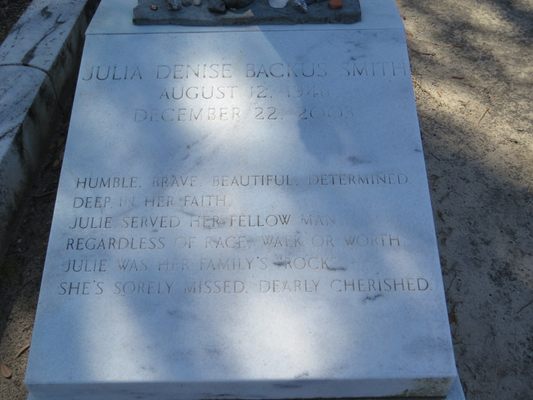 JULIA DENISE BACKUS SMITH
AUGUST 12, 1946
DECEMBER 22, 2003
HUMBLE, BRAVE, BEAUTIFUL, DETERMINED,
DEEP IN HER FAITH,
JULIE SERVED HER FELLOW MAN
REGARDLESS OF RACE, WALK OR WORTH.
JULIE WAS HER FAMILY'S "ROCK"
SHE'S SORELY MISSED, DEARLY CHERISHED.